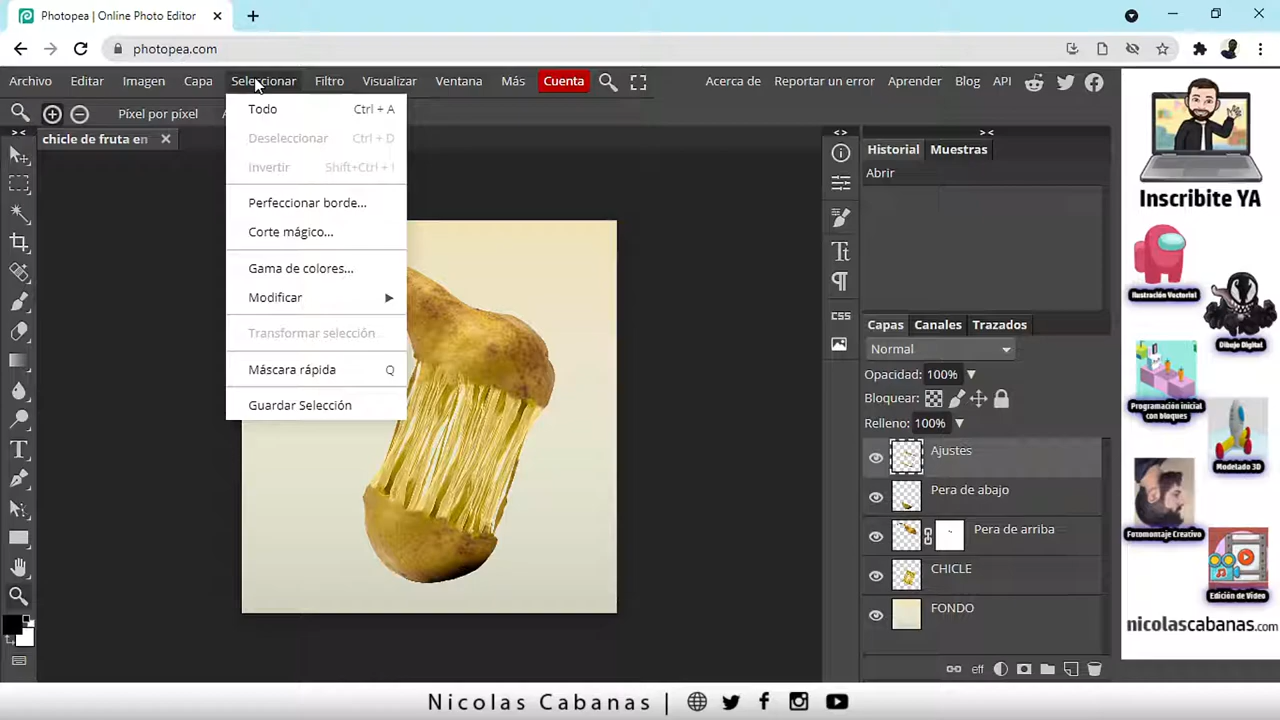 Photopea | Online Photo Editor
photopea.com
Archivo Editar Imagen Capa Seleccionar Filtro Visualizar Ventana Más Cuenta Acerca de Reportar un error Aprender Blog API
Píxel por píxel
chicle de fruta en
Todo Ctrl + A
Deseleccionar Ctrl + D
Invertir Shift+Ctrl + I
Perfeccionar borde...
Corte mágico...
Gama de colores...
Modificar
Transformar selección
Máscara rápida Q
Guardar Selección
Historial Muestras
Abrir
CSS
Capas Canales Trazados
Normal
Opacidad: 100%
Bloquear:
Relleno: 100%
Ajustes
Pera de abajo
Pera de arriba
CHICLE
FONDO
eff
Inscribite YA
Ilustración Vectorial
Dibujo Digital
Programación inicial
con bloques
Modelado 3D
Fotomontaje Creativo
Edición de Video
nicolascabanas.com
Nicolas Cabanas |